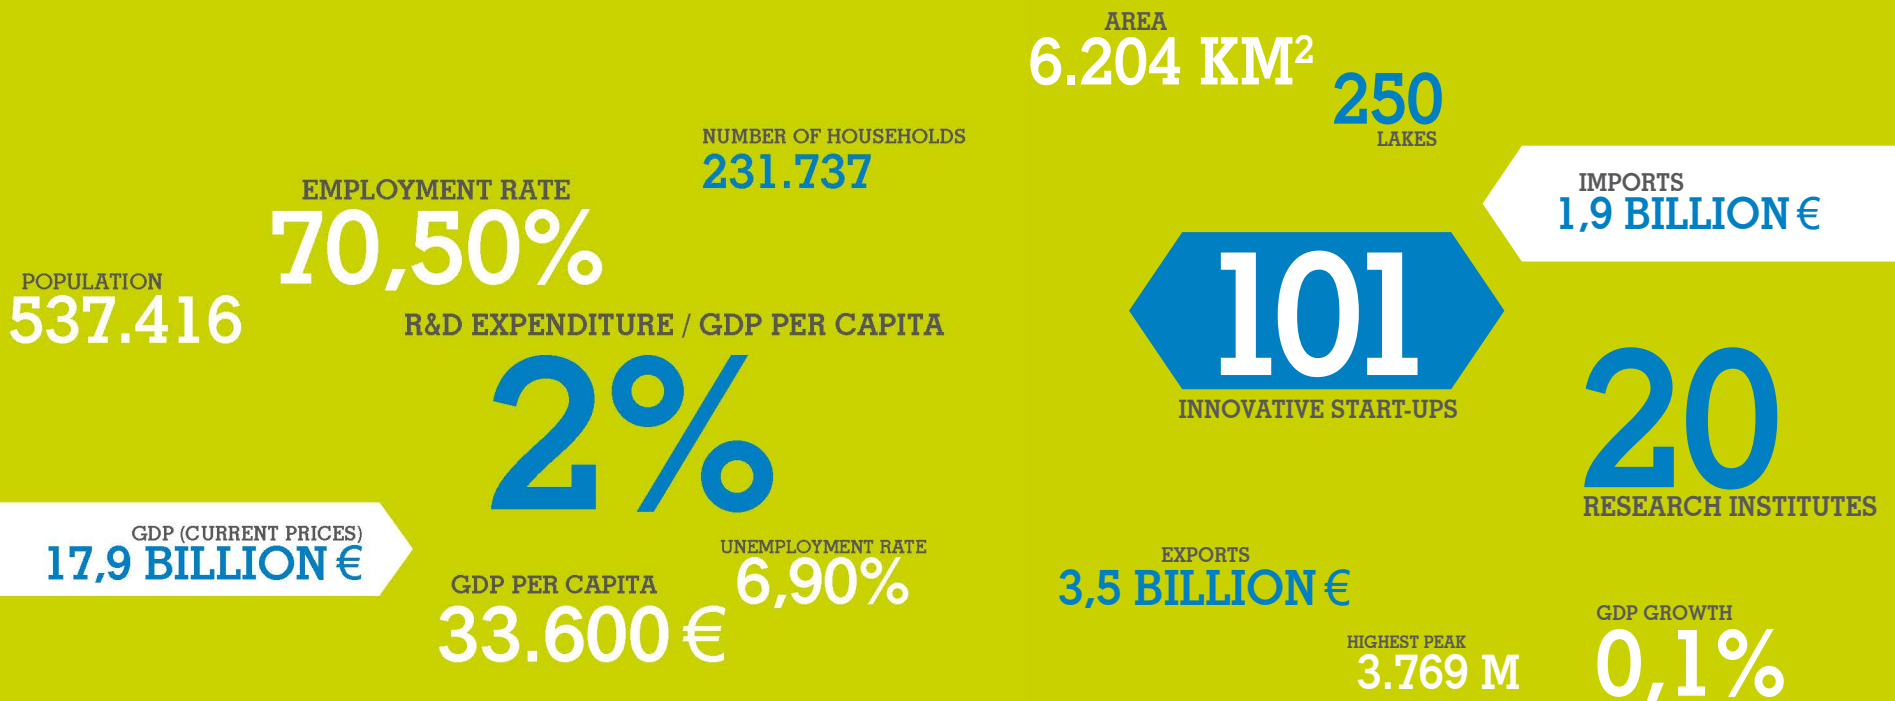 AREA
6.204 KM²
250
LAKES
NUMBER OF HOUSEHOLDS
231.737
EMPLOYMENT RATE
70,50%
IMPORTS
1,9 BILLION €
POPULATION
537.416
R&D EXPENDITURE / GDP PER CAPITA
2%
101
INNOVATIVE START-UPS
20
RESEARCH INSTITUTES
GDP (CURRENT PRICES)
17,9 BILLION €
GDP PER CAPITA
33.600 €
UNEMPLOYMENT RATE
6,90%
EXPORTS
3,5 BILLION €
HIGHEST PEAK
3.769 M
GDP GROWTH
0,1%